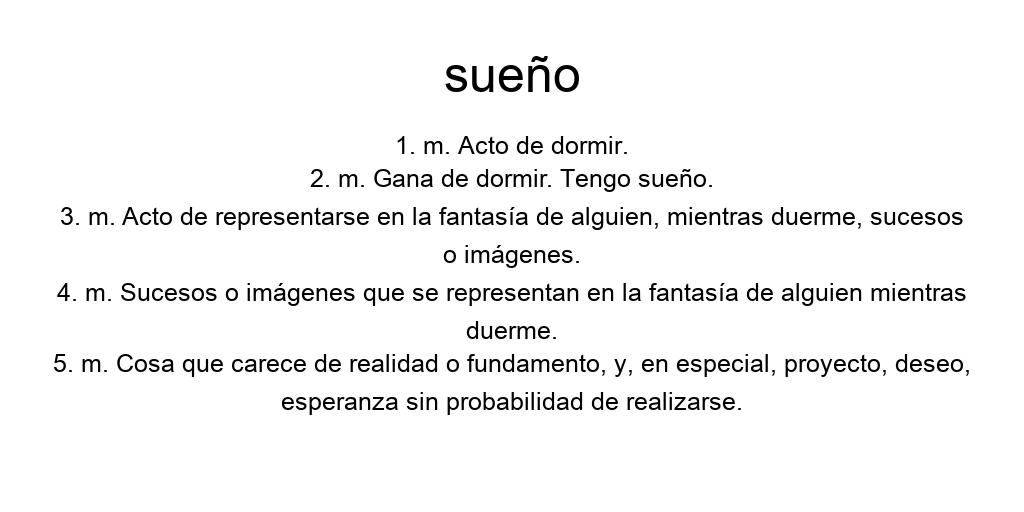 sueño
1. m. Acto de dormir.
2. m. Gana de dormir. Tengo sueño.
3. m. Acto de representarse en la fantasía de alguien, mientras duerme, sucesos
o imágenes.
4. m. Sucesos o imágenes que se representan en la fantasía de alguien mientras
duerme.
5. m. Cosa que carece de realidad o fundamento, y, en especial, proyecto, deseo,
esperanza sin probabilidad de realizarse.